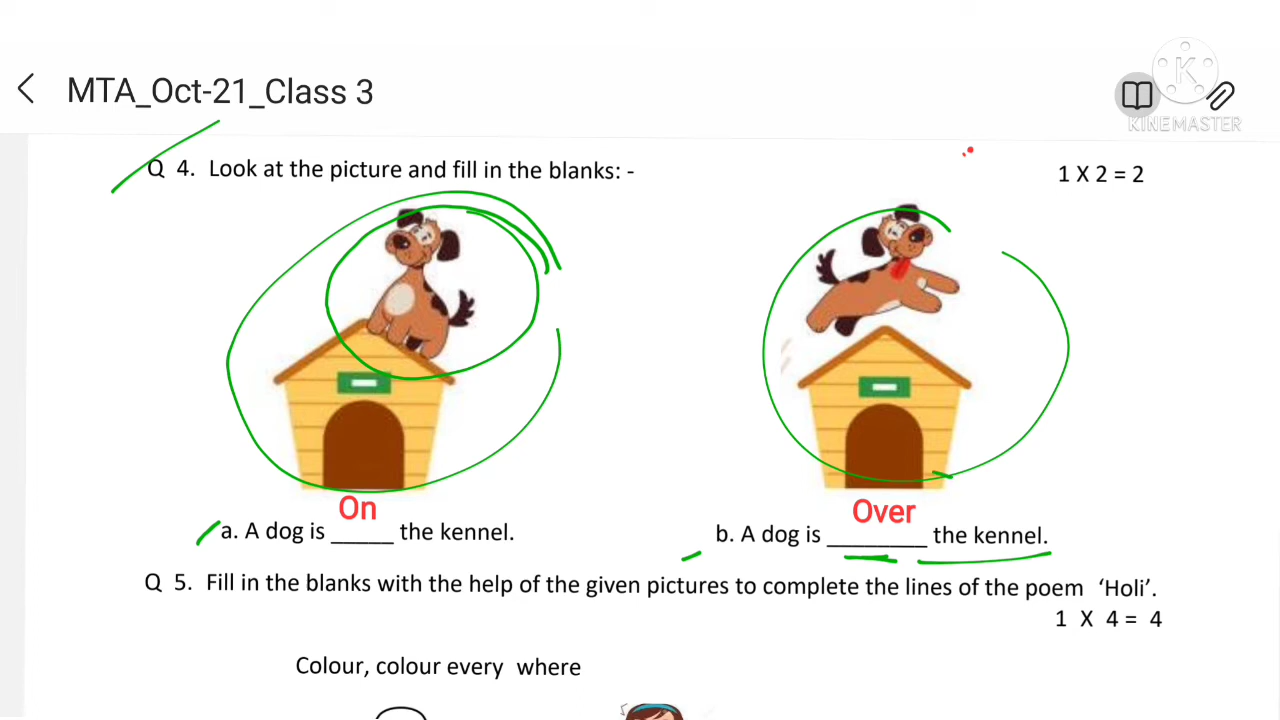 MTA_Oct-21_Class 3
KINEMASTER
Q 4. Look at the picture and fill in the blanks: -
1 X 2 = 2
On
Over
a. A dog is _____ the kennel.
b. A dog is ________ the kennel.
Q 5. Fill in the blanks with the help of the given pictures to complete the lines of the poem ‘Holi’.
1 X 4 = 4
Colour, colour every where